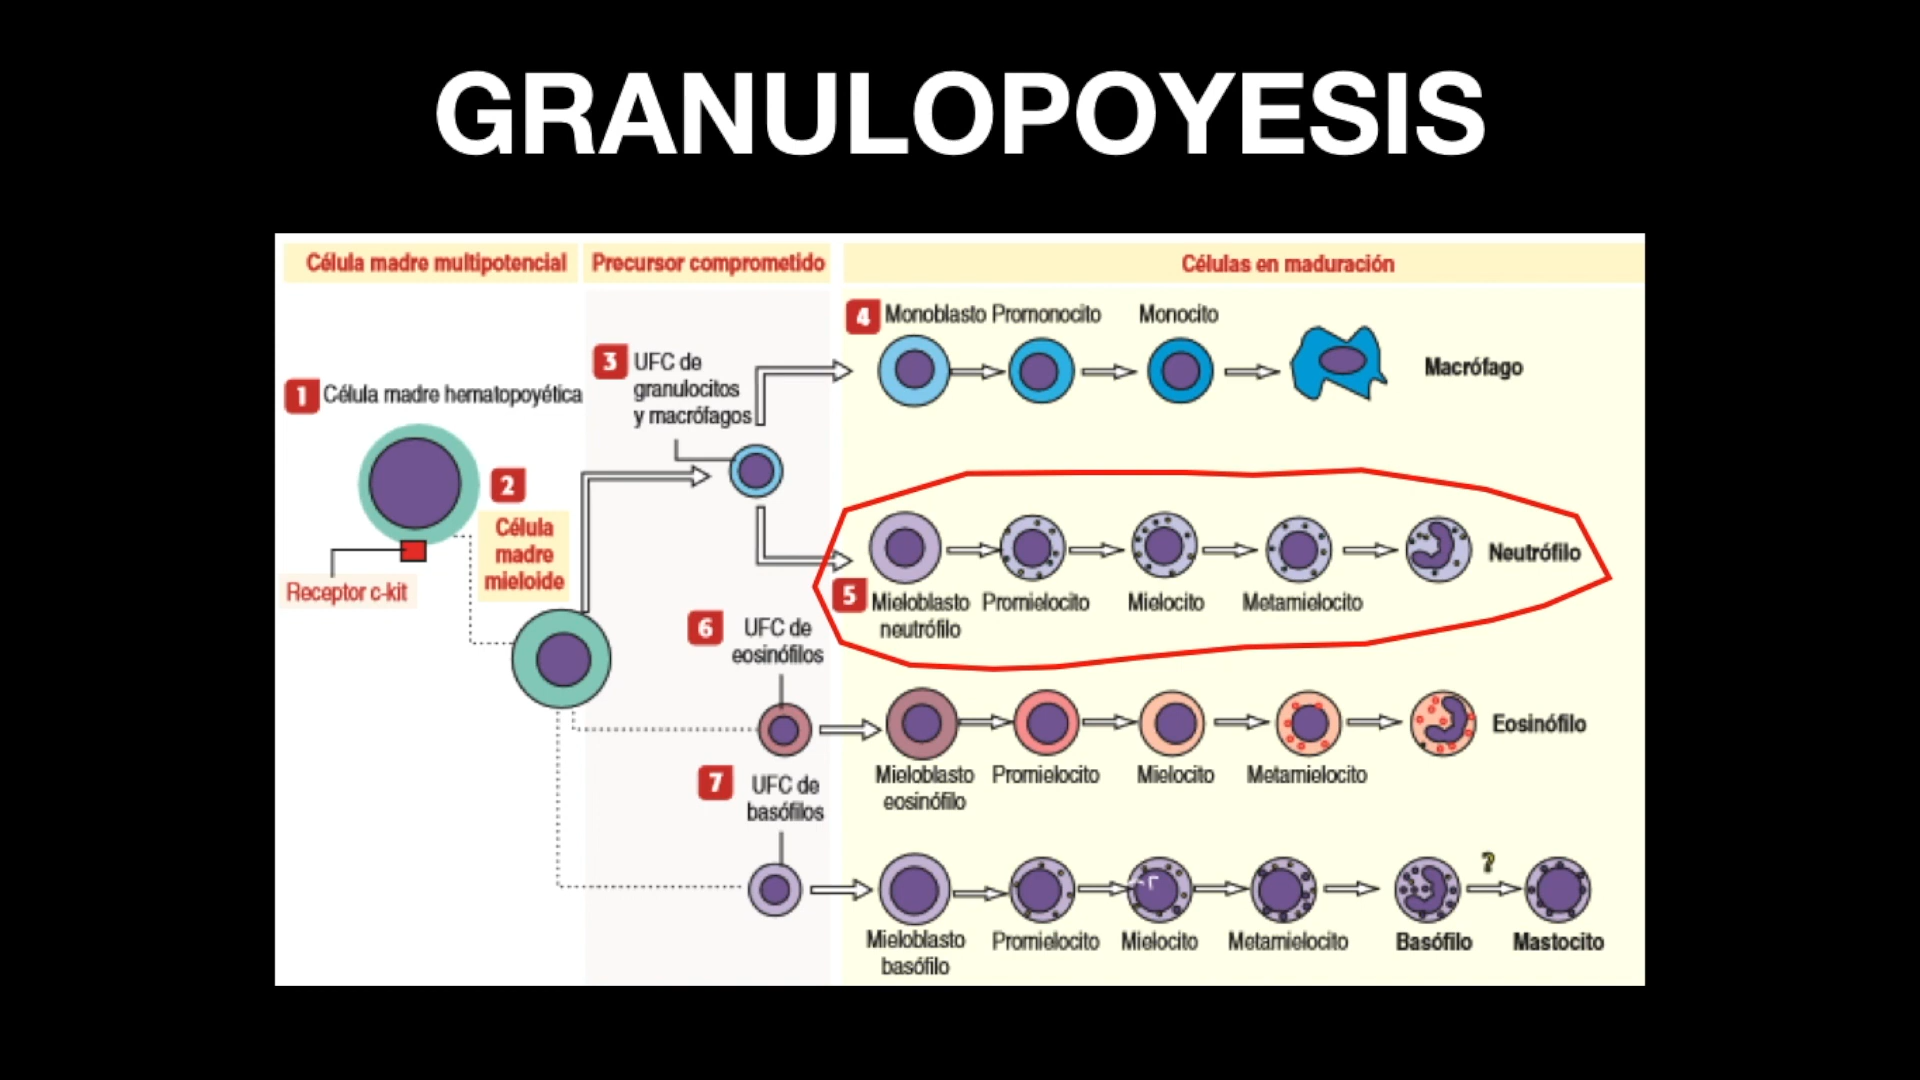 GRANULOPOYESIS
Célula madre multipotencial
Precursor comprometido
Células en maduración
1 Célula madre hematopoyética
Receptor c-kit
2
Célula
madre
mieloide
3 UFC de
granulocitos
y macrófagos
4 Monoblasto Promonocito Monocito
Macrófago
Neutrófilo
5 Mieloblasto Promielocito Mielocito Metamielocito
neutrófilo
6 UFC de
eosinófilos
Eosinófilo
Mieloblasto Promielocito Mielocito Metamielocito
eosinófilo
7 UFC de
basófilos
?
Mieloblasto Promielocito Mielocito Metamielocito Basófilo Mastocito
basófilo